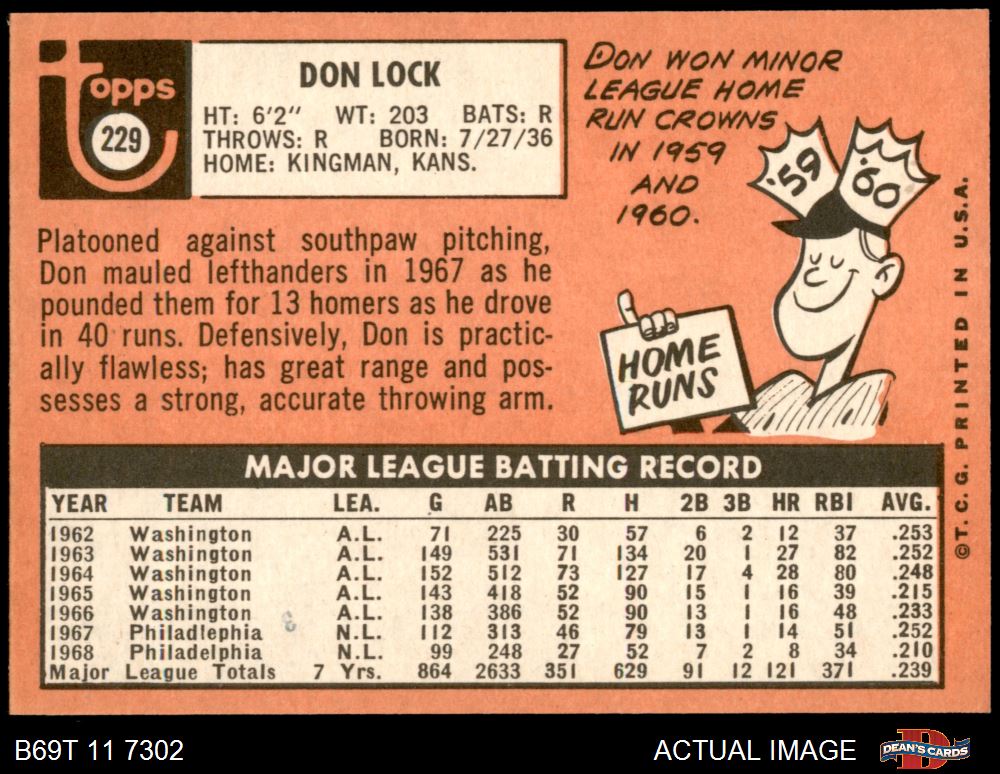 Topps
229
DON LOCK
HT: 6'2" WT: 203 BATS: R
THROWS: R BORN: 7/27/36
HOME: KINGMAN, KANS.
Platooned against southpaw pitching,
Don mauled lefthanders in 1967 as he
pounded them for 13 homers as he drove
in 40 runs. Defensively, Don is practic-
ally flawless; has great range and pos-
sesses a strong, accurate throwing arm.
DON WON MINOR
LEAGUE HOME
RUN CROWNS
IN 1959
AND
1960.
'59
'60
HOME
RUNS
©T.C.G. PRINTED IN U.S.A.
MAJOR LEAGUE BATTING RECORD
YEAR TEAM LEA. G AB R H 2B 3B HR RBI AVG.
1962 Washington A.L. 71 225 30 57 6 2 12 37 .253
1963 Washington A.L. 149 531 71 134 20 1 27 82 .252
1964 Washington A.L. 152 512 73 127 17 4 28 80 .248
1965 Washington A.L. 143 418 52 90 15 1 16 39 .215
1966 Washington A.L. 138 386 52 90 13 1 16 48 .233
1967 Philadlephia N.L. 112 313 46 79 13 1 14 51 .252
1968 Philadelphia N.L. 99 248 27 52 7 2 8 34 .210
Major League Totals 7 Yrs. 864 2633 351 629 91 12 121 371 .239
B69T 11 7302
ACTUAL IMAGE
DEAN'S CARDS